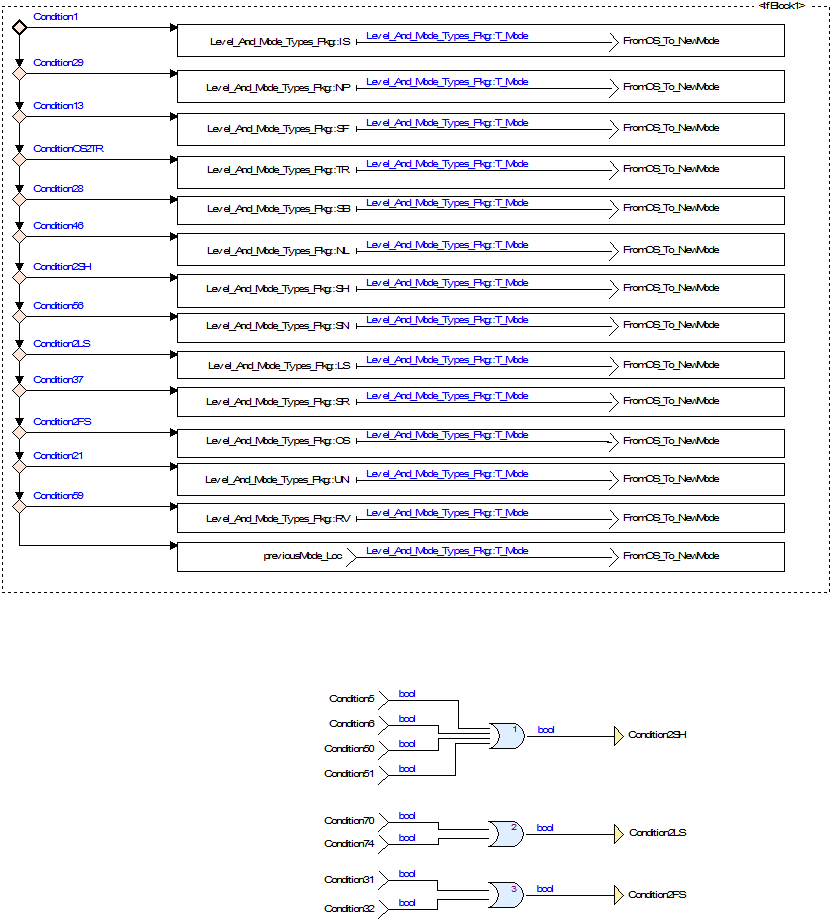 <IfBlock1>
Condition1
Level_And_Mode_Types_Pkg::IS Level_And_Mode_Types_Pkg::T_Mode FromOS_To_NewMode
Condition29
Level_And_Mode_Types_Pkg::NP Level_And_Mode_Types_Pkg::T_Mode FromOS_To_NewMode
Condition13
Level_And_Mode_Types_Pkg::SF Level_And_Mode_Types_Pkg::T_Mode FromOS_To_NewMode
ConditionOS2TR
Level_And_Mode_Types_Pkg::TR Level_And_Mode_Types_Pkg::T_Mode FromOS_To_NewMode
Condition28
Level_And_Mode_Types_Pkg::SB Level_And_Mode_Types_Pkg::T_Mode FromOS_To_NewMode
Condition46
Level_And_Mode_Types_Pkg::NL Level_And_Mode_Types_Pkg::T_Mode FromOS_To_NewMode
Condition2SH
Level_And_Mode_Types_Pkg::SH Level_And_Mode_Types_Pkg::T_Mode FromOS_To_NewMode
Condition56
Level_And_Mode_Types_Pkg::SN Level_And_Mode_Types_Pkg::T_Mode FromOS_To_NewMode
Condition2LS
Level_And_Mode_Types_Pkg::LS Level_And_Mode_Types_Pkg::T_Mode FromOS_To_NewMode
Condition37
Level_And_Mode_Types_Pkg::SR Level_And_Mode_Types_Pkg::T_Mode FromOS_To_NewMode
Condition2FS
Level_And_Mode_Types_Pkg::OS Level_And_Mode_Types_Pkg::T_Mode FromOS_To_NewMode
Condition21
Level_And_Mode_Types_Pkg::UN Level_And_Mode_Types_Pkg::T_Mode FromOS_To_NewMode
Condition59
Level_And_Mode_Types_Pkg::RV Level_And_Mode_Types_Pkg::T_Mode FromOS_To_NewMode
previousMode_Loc Level_And_Mode_Types_Pkg::T_Mode FromOS_To_NewMode
Condition5 bool
Condition6 bool
1 bool Condition2SH
Condition50 bool
Condition51 bool
Condition70 bool
2 bool Condition2LS
Condition74 bool
Condition31 bool
3 bool Condition2FS
Condition32 bool